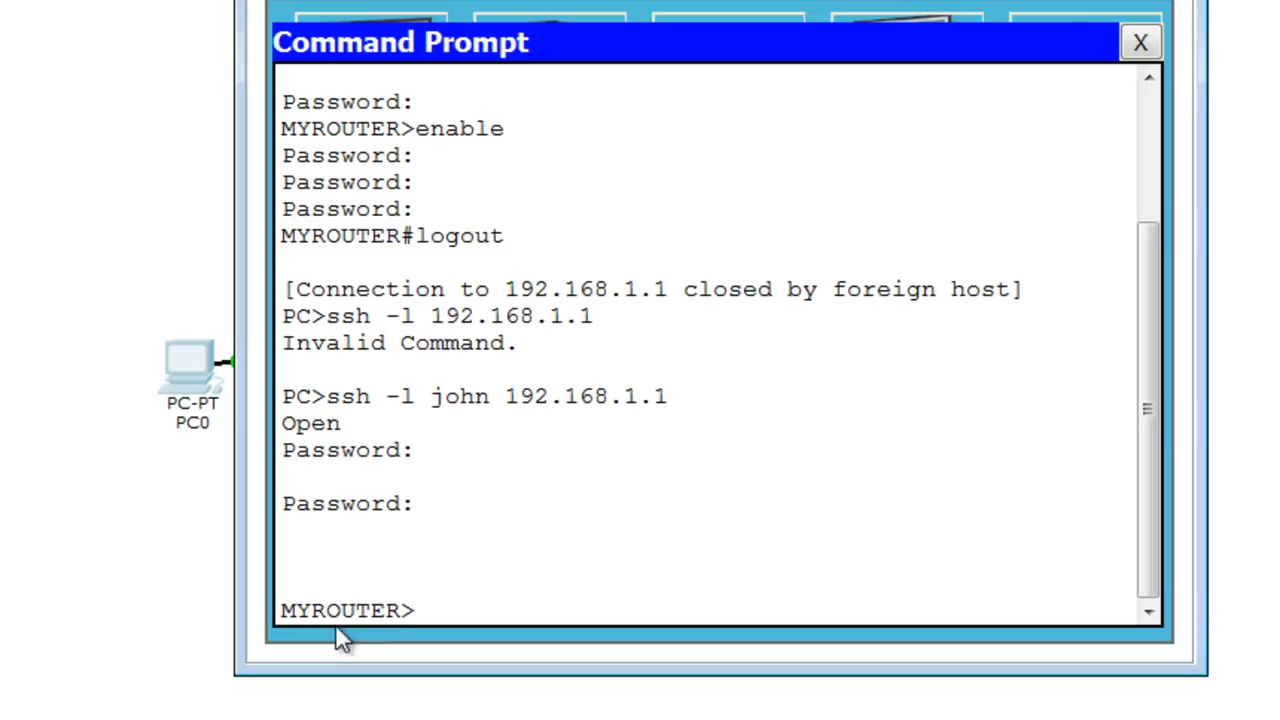 Command Prompt
X
Password:
MYROUTER>enable
Password:
Password:
Password:
MYROUTER#logout
[Connection to 192.168.1.1 closed by foreign host]
PC>ssh -l 192.168.1.1
Invalid Command.
PC>ssh -l john 192.168.1.1
Open
Password:
Password:
MYROUTER>
PC-PT
PC0